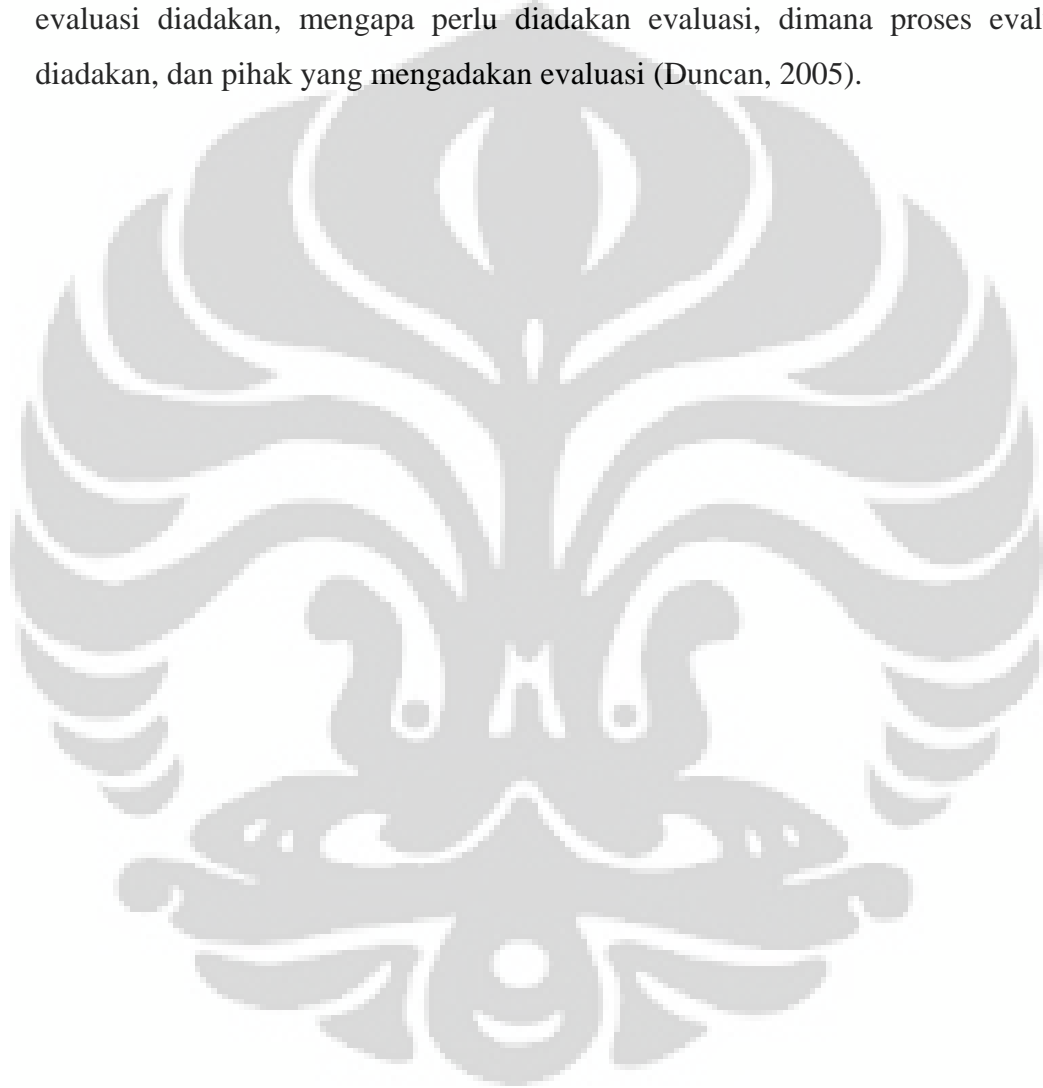 evaluasi diadakan, mengapa perlu diadakan evaluasi, dimana proses eval
diadakan, dan pihak yang mengadakan evaluasi (Duncan, 2005).